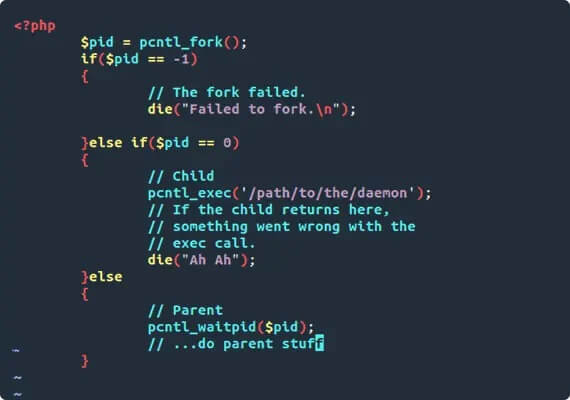 <?php
$pid = pcntl_fork();
if($pid == -1)
{
// The fork failed.
die("Failed to fork.\n");
}else if($pid == 0)
{
// Child
pcntl_exec('/path/to/the/daemon');
// If the child returns here,
// something went wrong with the
// exec call.
die("Ah Ah");
}else
{
// Parent
pcntl_waitpid($pid);
~ // ...do parent stuff
}
~
~